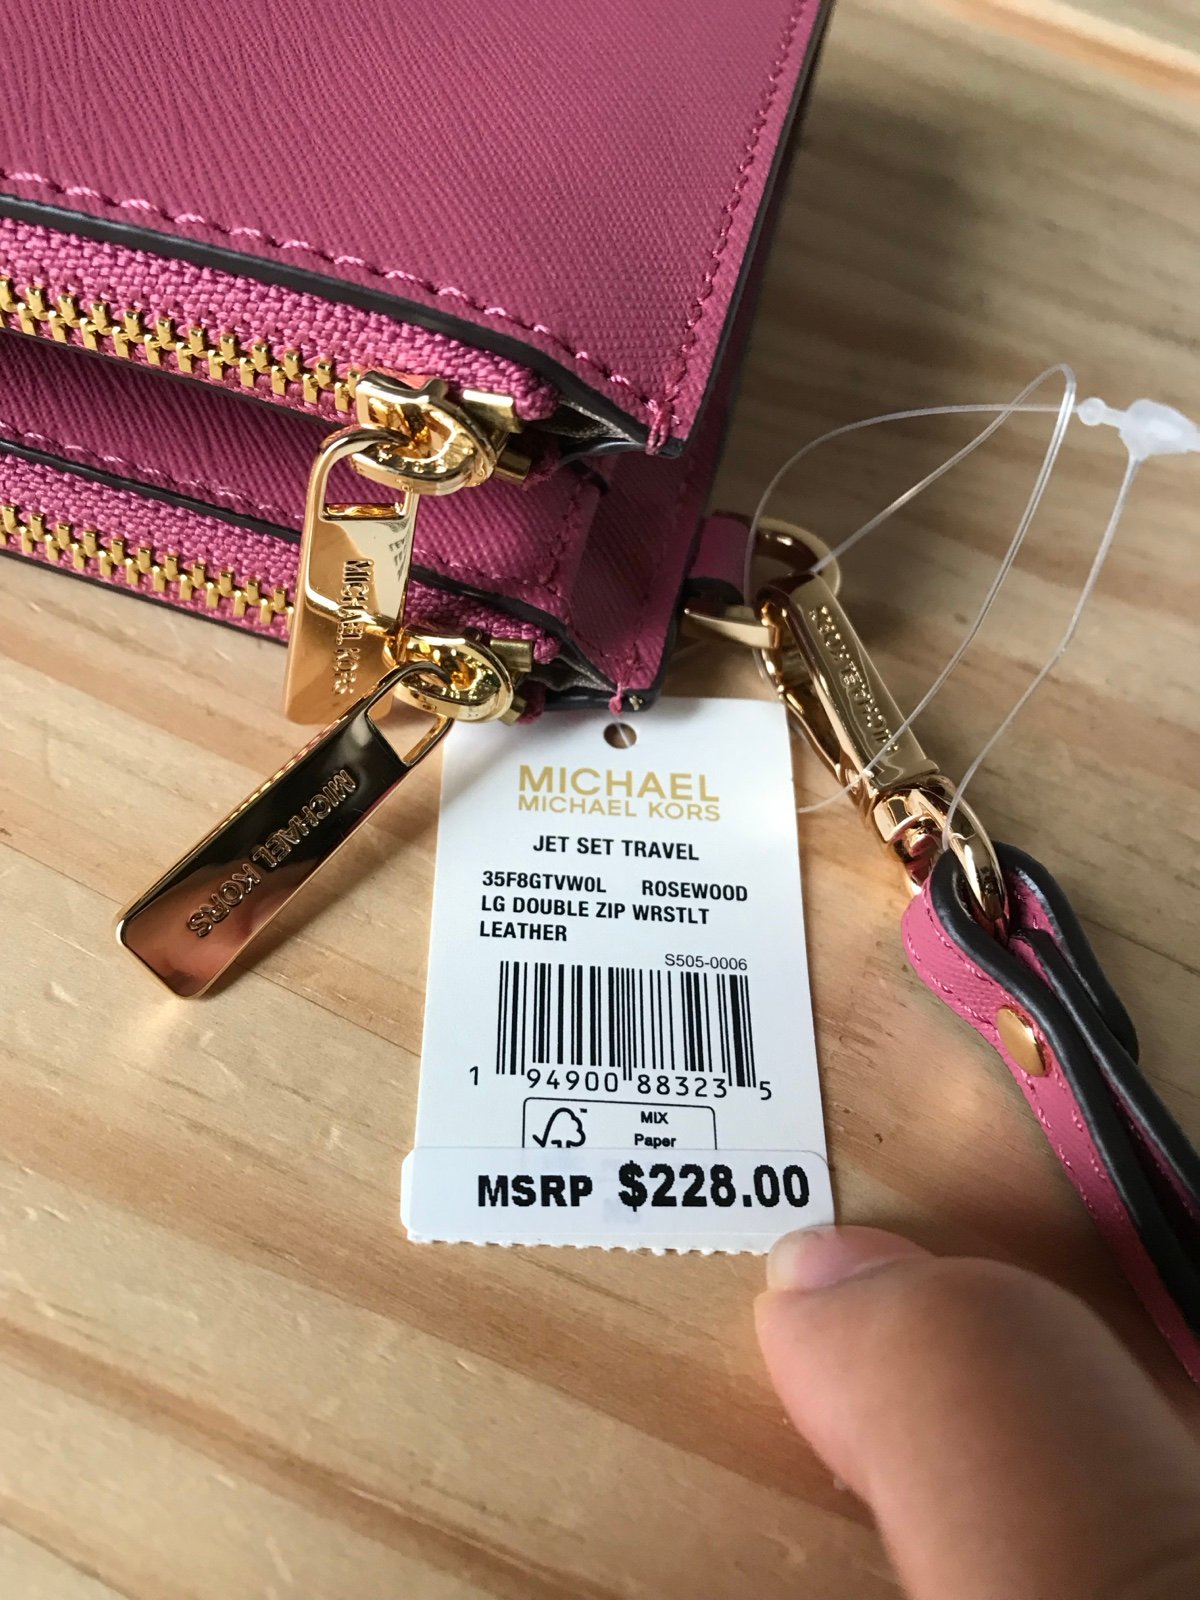 MICHAEL KORS
MICHAEL KORS
MICHAEL KORS
MICHAEL
MICHAEL KORS
JET SET TRAVEL
35F8GTVW0L ROSEWOOD
LG DOUBLE ZIP WRSTLT
LEATHER
S505-0006
1 94900 88323 5
MIX
Paper
MSRP $228.00